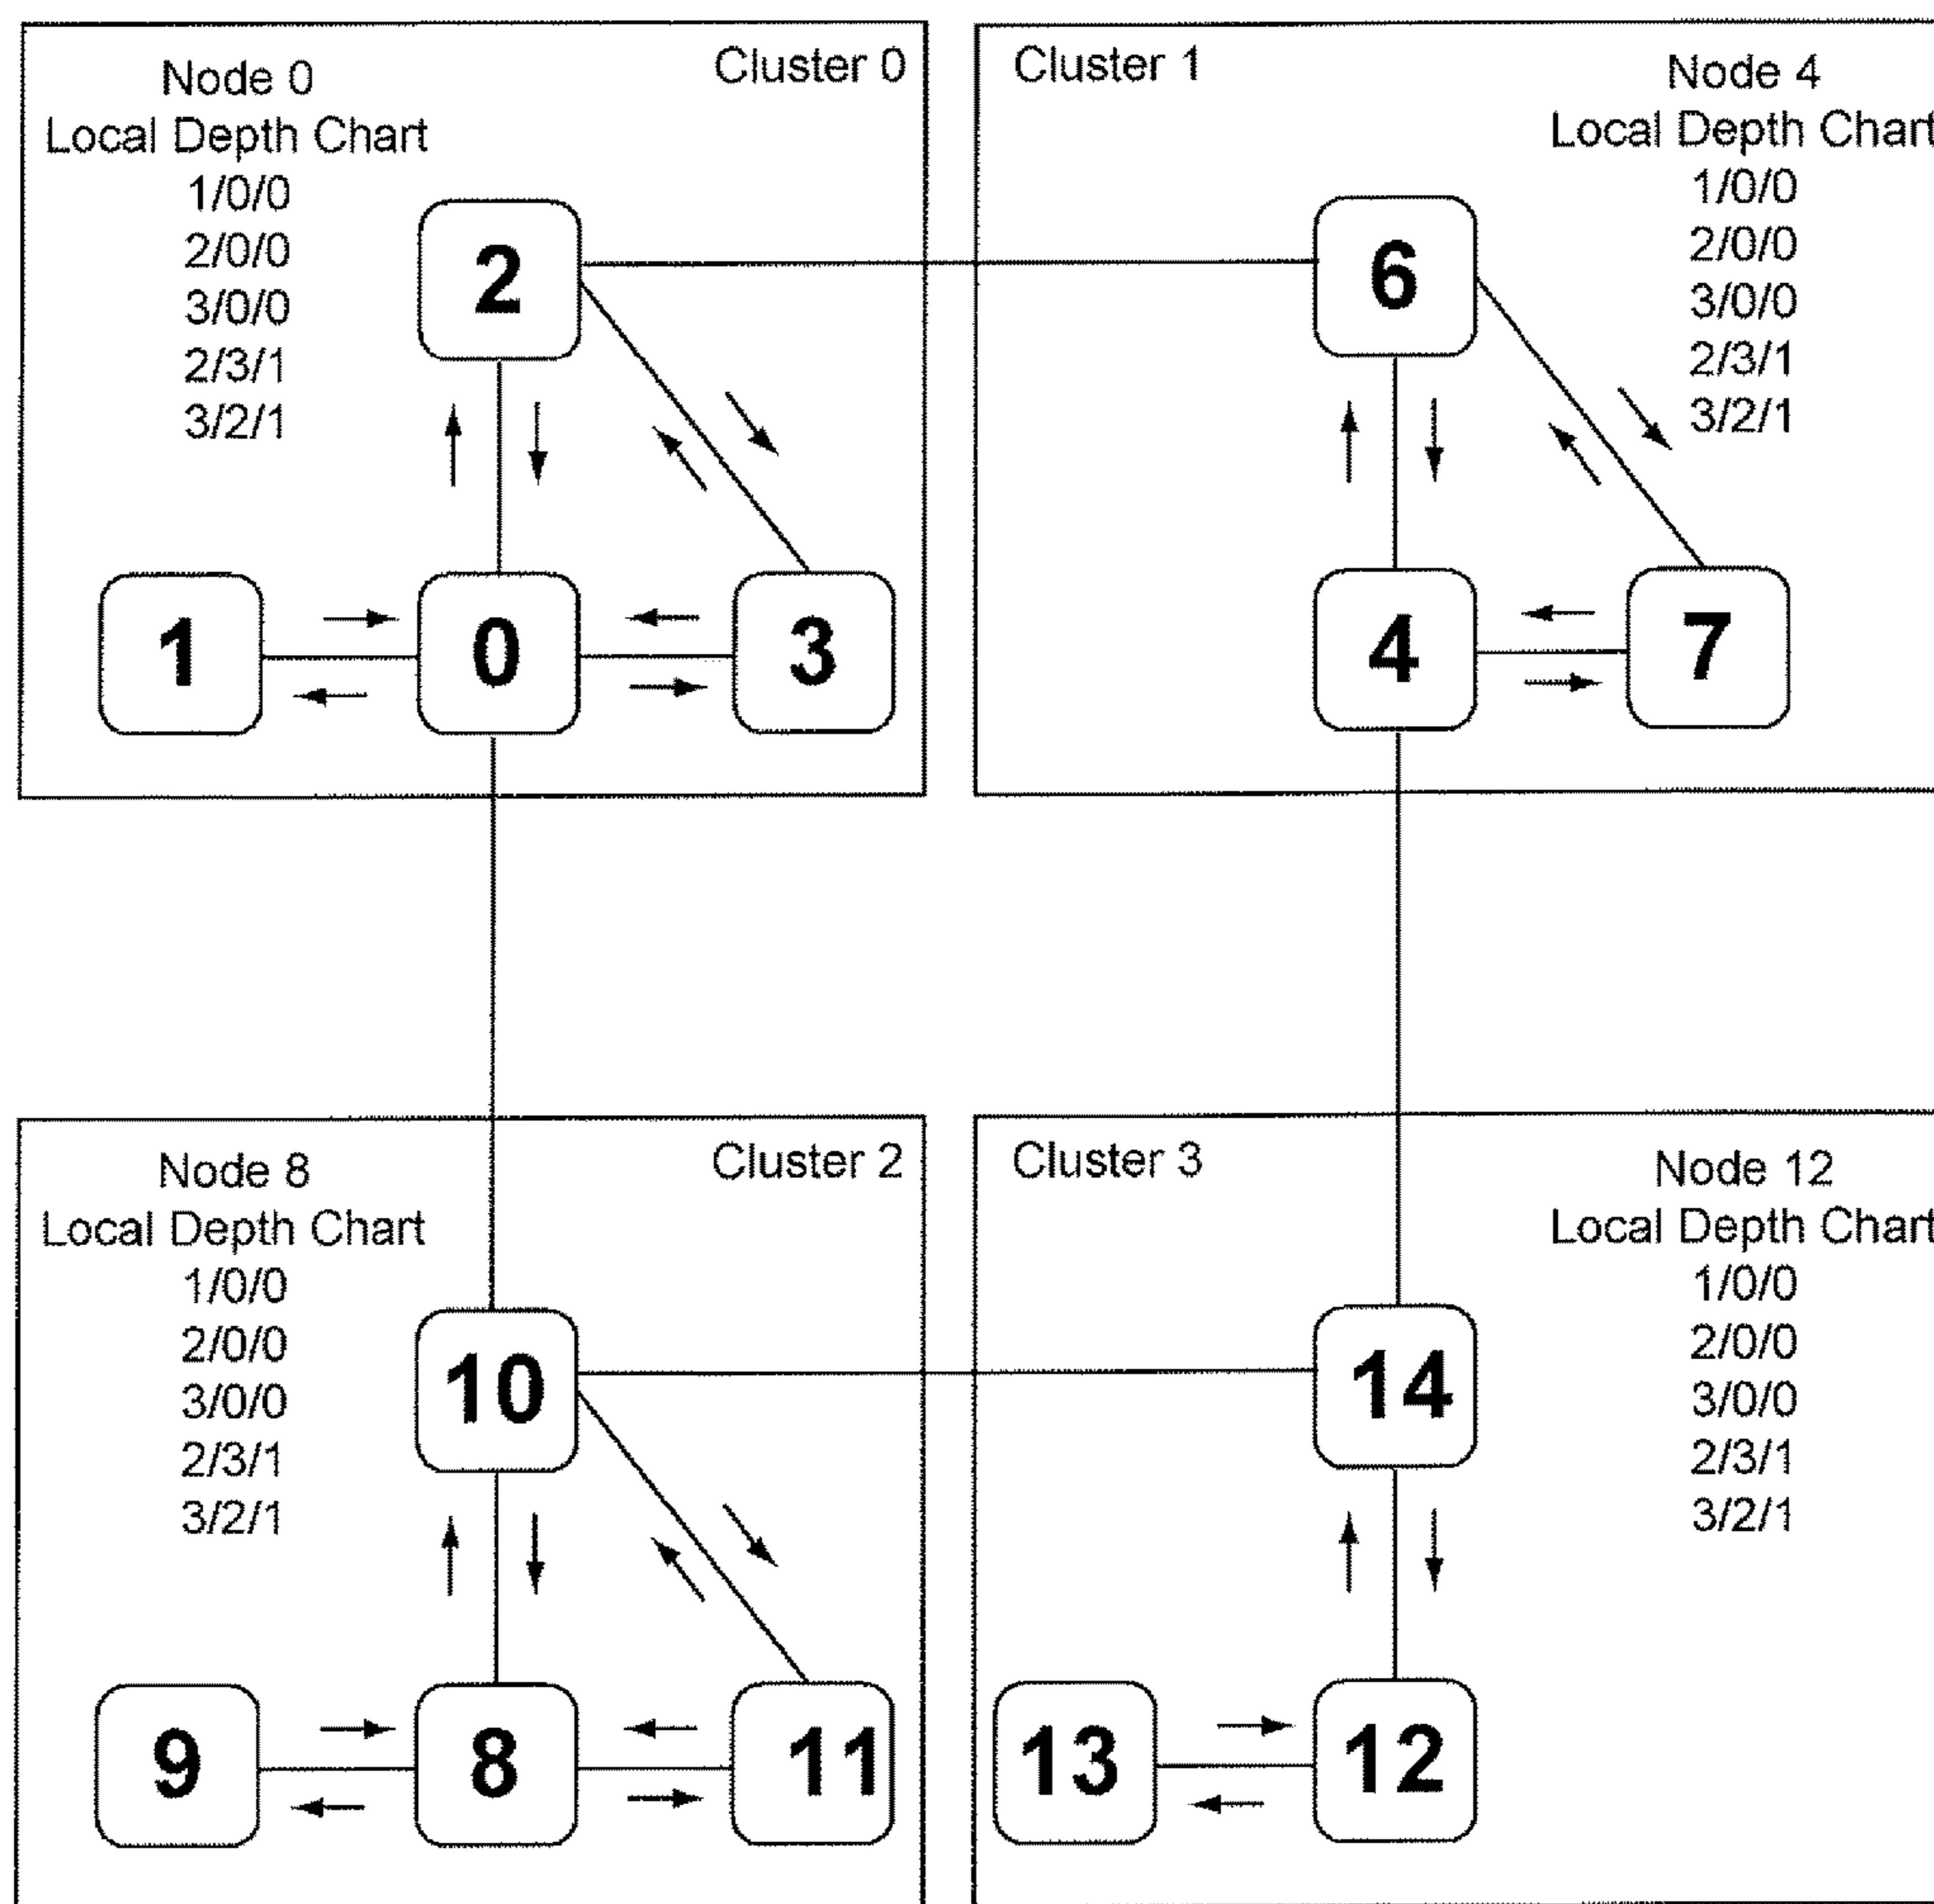 Cluster 0
Node 0
Local Depth Chart
1/0/0
2/0/0
3/0/0
2/3/1
3/2/1
2
1
0
3
Cluster 1
Node 4
Local Depth Chart
1/0/0
2/0/0
3/0/0
2/3/1
3/2/1
6
4
7
Cluster 2
Node 8
Local Depth Chart
1/0/0
2/0/0
3/0/0
2/3/1
3/2/1
10
9
8
11
Cluster 3
Node 12
Local Depth Chart
1/0/0
2/0/0
3/0/0
2/3/1
3/2/1
14
13
12